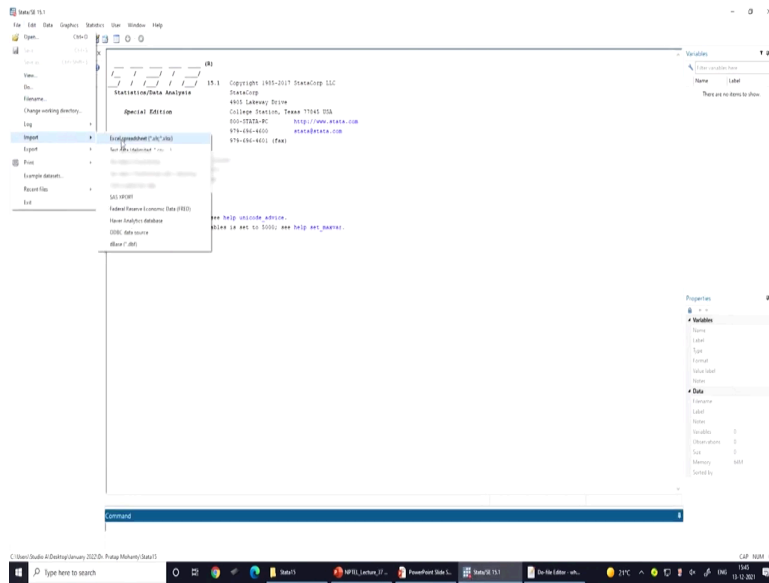 Stata/SE 15.1
File Edit Data Graphics Statistics User Window Help
Open... Ctrl+O
View...
Do...
Filename...
Change working directory...
Log
Import
Export
Print
Example datasets...
Recent files
Exit
Excel spreadsheet (*.xls;*.xlsx)
SAS XPORT
Federal Reserve Economic Data (FRED)
Haver Analytics database
ODBC data source
dBase (*.dbf)
(R)
15.1 Copyright 1985-2017 StataCorp LLC
Statistics/Data Analysis StataCorp
4905 Lakeway Drive
Special Edition College Station, Texas 77845 USA
800-STATA-PC http://www.stata.com
979-696-4600 stata@stata.com
979-696-4601 (fax)
see help unicode_advice.
ables is set to 5000; see help set_maxvar.
Variables
Filter variables here
Name Label
There are no items to show
Properties
Variables
Name
Label
Type
Format
Value label
Notes
Data
Filename
Label
Notes
Variables 0
Observations 0
Size 0
Memory
Sorted by
Command
C:\Users\Studio 4\Desktop\January 2022\Dr. Pratap Mohanty\Stata15
CAP NUM
Type here to search
Stata15
NPTEL_Lecture_37 ...
PowerPoint Slide S...
Stata/SE 15.1
Do-file Editor - wh...
21°C
ENG
15:45
13-12-2021